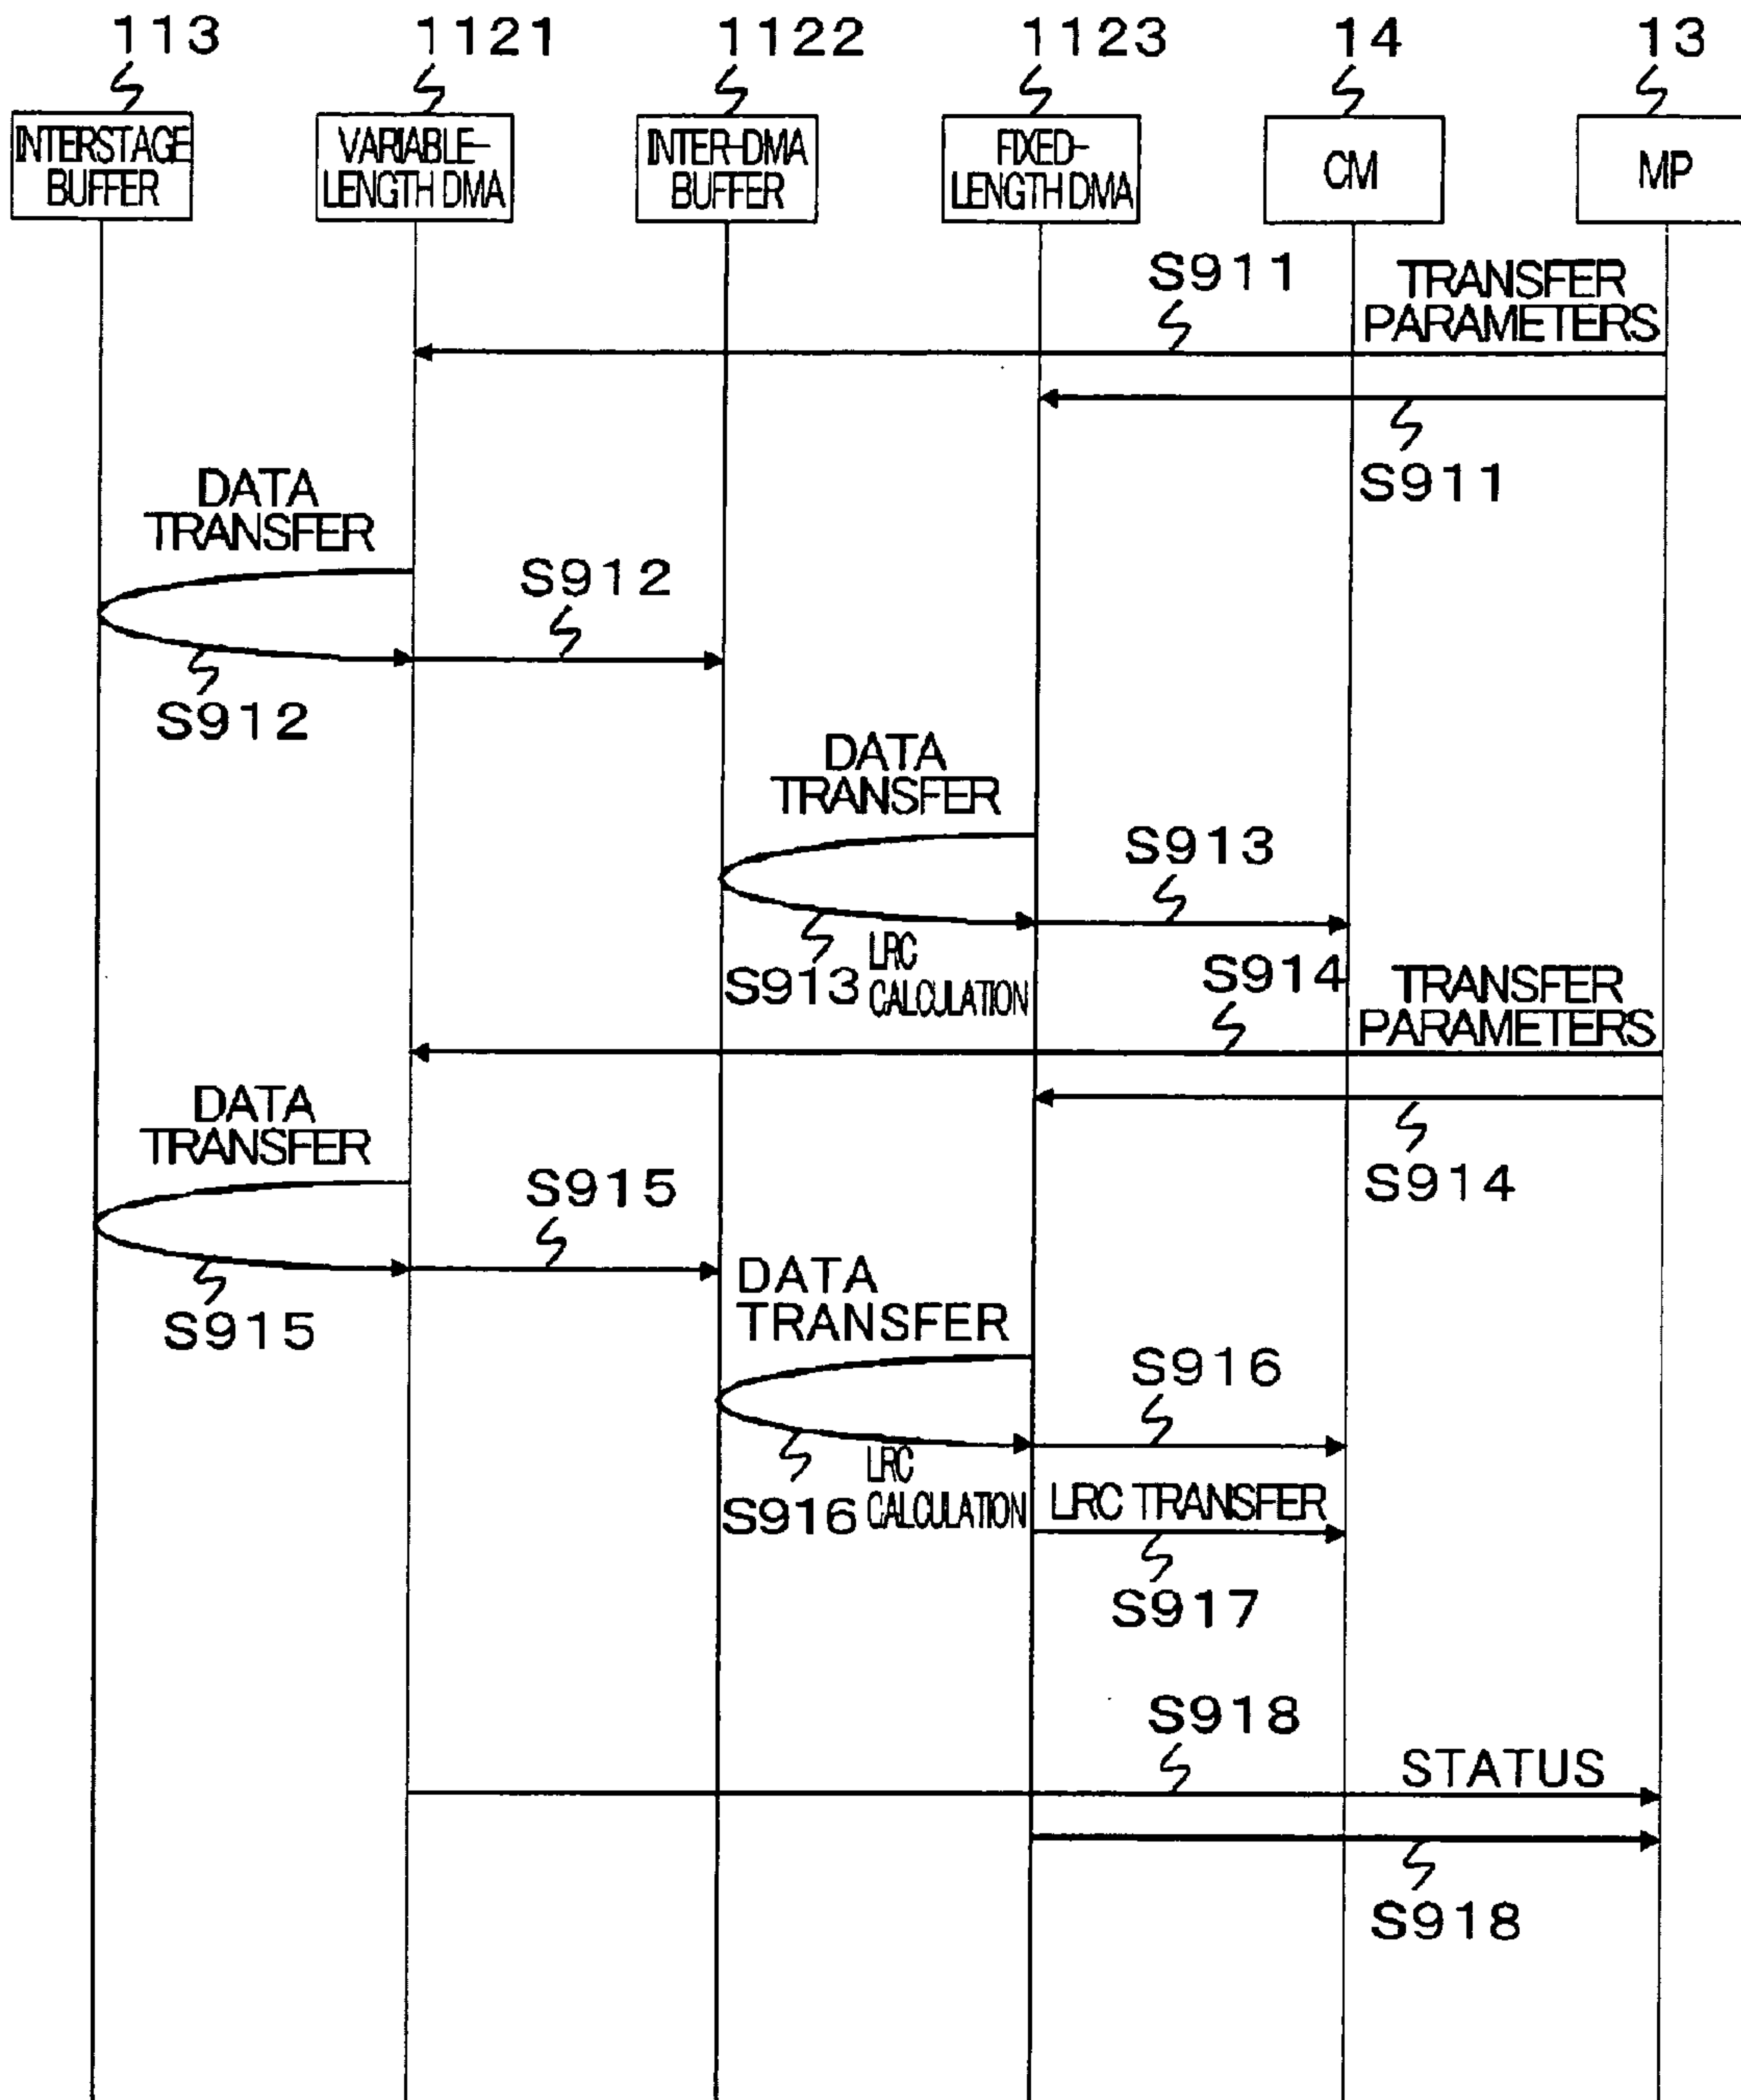 113
1121
1122
1123
14
13
INTERSTAGE
BUFFER
VARIABLE-
LENGTH DMA
INTER-DMA
BUFFER
FIXED-
LENGTH DMA
CM
MP
S911
TRANSFER
PARAMETERS
S911
DATA
TRANSFER
S912
S912
DATA
TRANSFER
S913
S913
LRC
CALCULATION
S914
TRANSFER
PARAMETERS
S914
DATA
TRANSFER
S915
S915
DATA
TRANSFER
S916
S916
LRC
CALCULATION
LRC TRANSFER
S917
S918
STATUS
S918